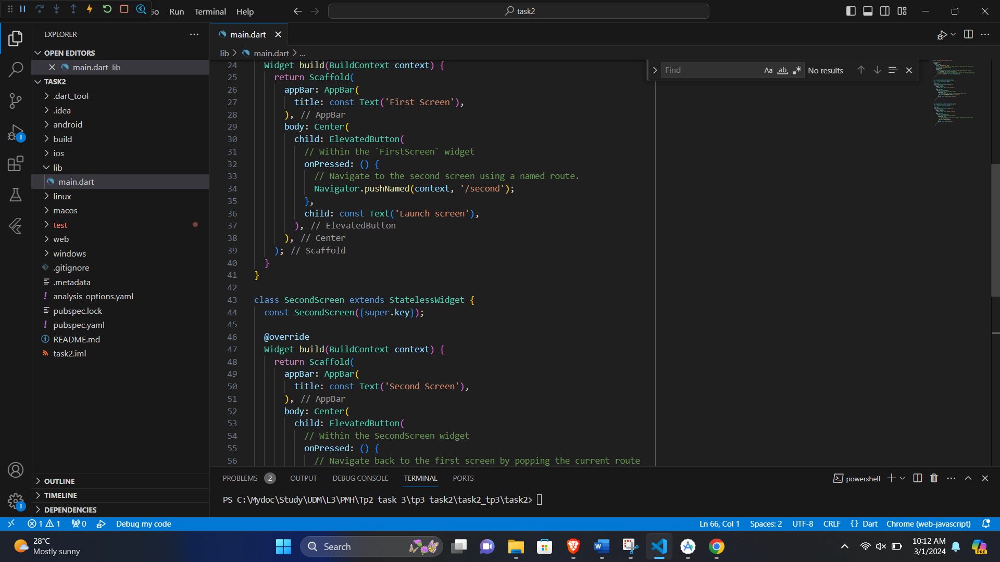 Go Run Terminal Help
task2
EXPLORER
OPEN EDITORS
main.dart lib
TASK2
.dart_tool
.idea
android
build
ios
lib
main.dart
linux
macos
test
web
windows
.gitignore
.metadata
! analysis_options.yaml
pubspec.lock
! pubspec.yaml
README.md
task2.iml
OUTLINE
TIMELINE
DEPENDENCIES
1
1
main.dart
lib > main.dart > ...
Find Aa ab No results
24 Widget build(BuildContext context) {
25 return Scaffold(
26 appBar: AppBar(
27 title: const Text('First Screen'),
28 ), // AppBar
29 body: Center(
30 child: ElevatedButton(
31 // Within the `FirstScreen` widget
32 onPressed: () {
33 // Navigate to the second screen using a named route.
34 Navigator.pushNamed(context, '/second');
35 },
36 child: const Text('Launch screen'),
37 ), // ElevatedButton
38 ), // Center
39 ); // Scaffold
40 }
41 }
42
43 class SecondScreen extends StatelessWidget {
44 const SecondScreen({super.key});
45
46 @override
47 Widget build(BuildContext context) {
48 return Scaffold(
49 appBar: AppBar(
50 title: const Text('Second Screen'),
51 ), // AppBar
52 body: Center(
53 child: ElevatedButton(
54 // Within the SecondScreen widget
55 onPressed: () {
56 // Navigate back to the first screen by popping the current route
PROBLEMS 2 OUTPUT DEBUG CONSOLE TERMINAL PORTS
powershell
PS C:\Mydoc\Study\UDM\L3\PMH\Tp2 task 3\tp3 task2\task2_tp3\task2>
1 1 0 Debug my code
Ln 66, Col 1 Spaces: 2 UTF-8 CRLF {} Dart Chrome (web-javascript)
28°C
Mostly sunny
Search
W
10:12 AM
3/1/2024
PRE